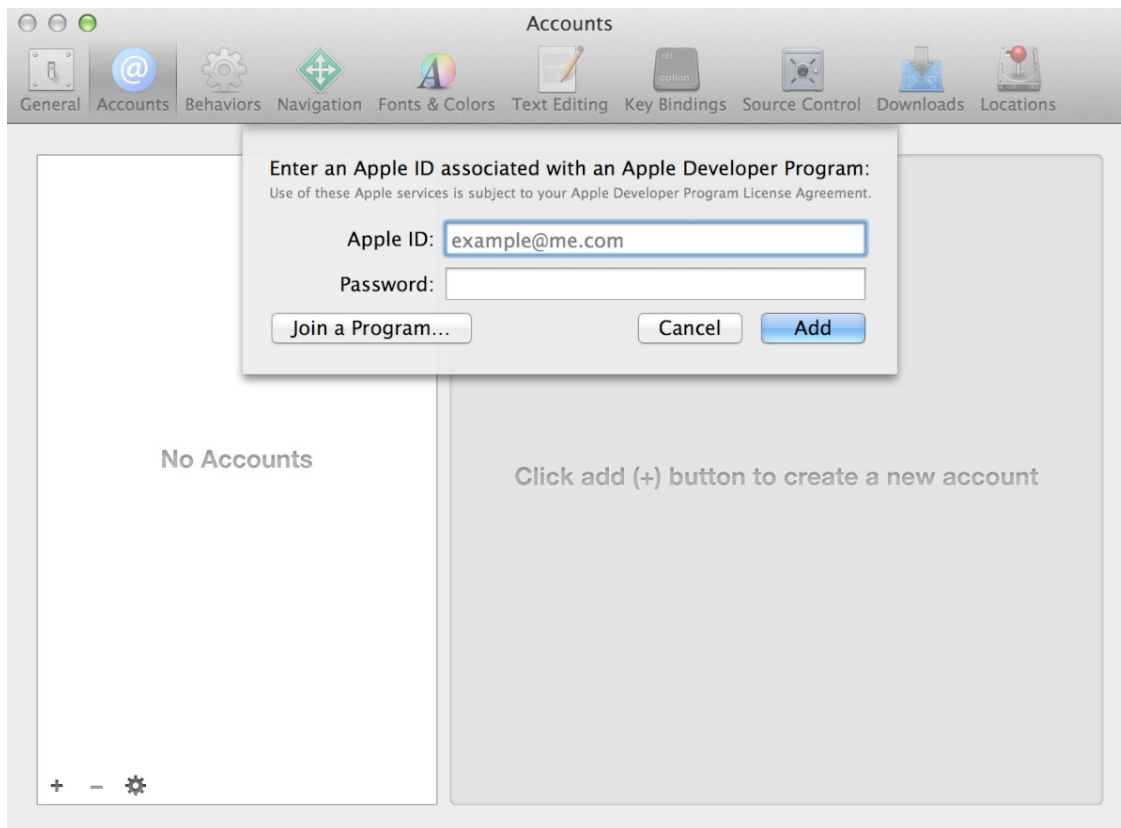 Accounts
alt
option
General Accounts Behaviors Navigation Fonts & Colors Text Editing Key Bindings Source Control Downloads Locations
Enter an Apple ID associated with an Apple Developer Program:
Use of these Apple services is subject to your Apple Developer Program License Agreement.
Apple ID: example@me.com
Password:
Join a Program... Cancel Add
No Accounts
Click add (+) button to create a new account